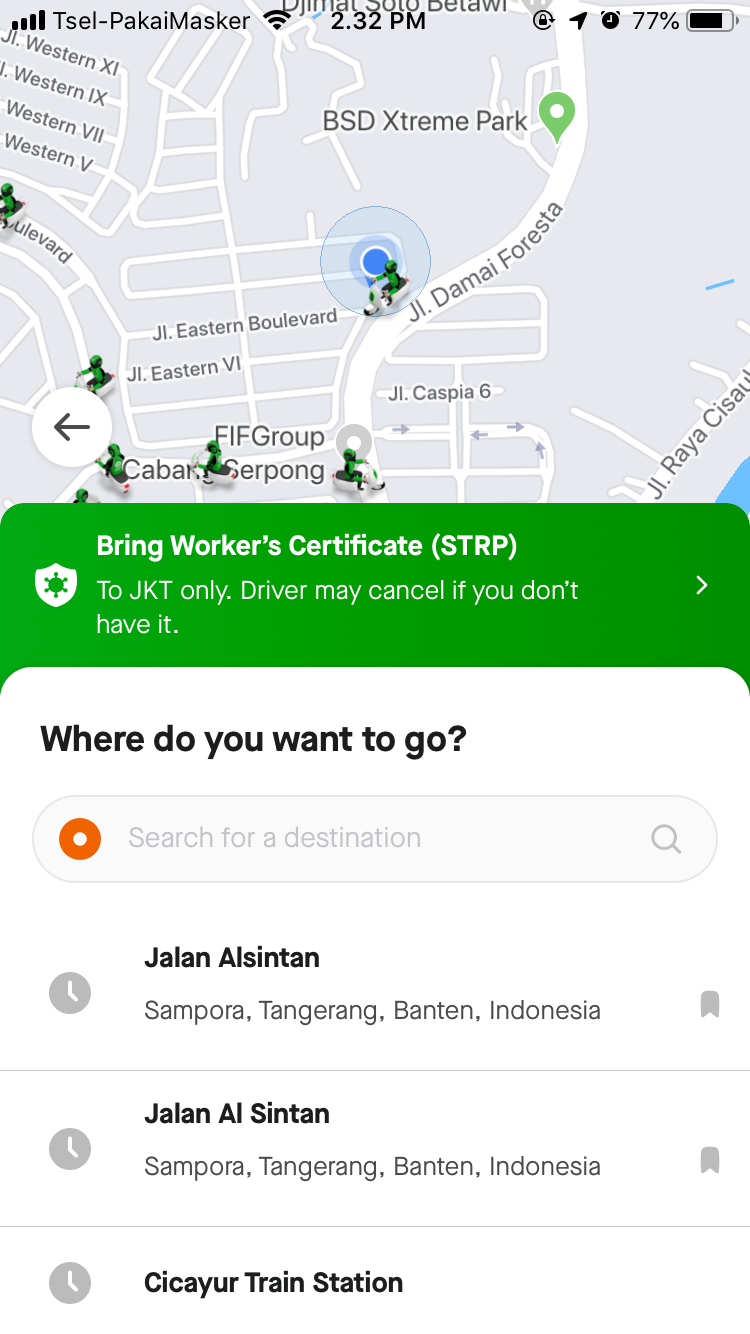 Djimat Soto Betawi
Tsel-PakaiMasker
2.32 PM
77%
Jl. Western XI
Jl. Western IX
Western VII
Western V
BSD Xtreme Park
Jl. Damai Foresta
Jl. Eastern Boulevard
Jl. Eastern VI
Jl. Caspia 6
FIFGroup
Cabang Serpong
Bring Worker's Certificate (STRP)
To JKT only. Driver may cancel if you don't
have it.
Where do you want to go?
Search for a destination
Jalan Alsintan
Sampora, Tangerang, Banten, Indonesia
Jalan Al Sintan
Sampora, Tangerang, Banten, Indonesia
Cicayur Train Station